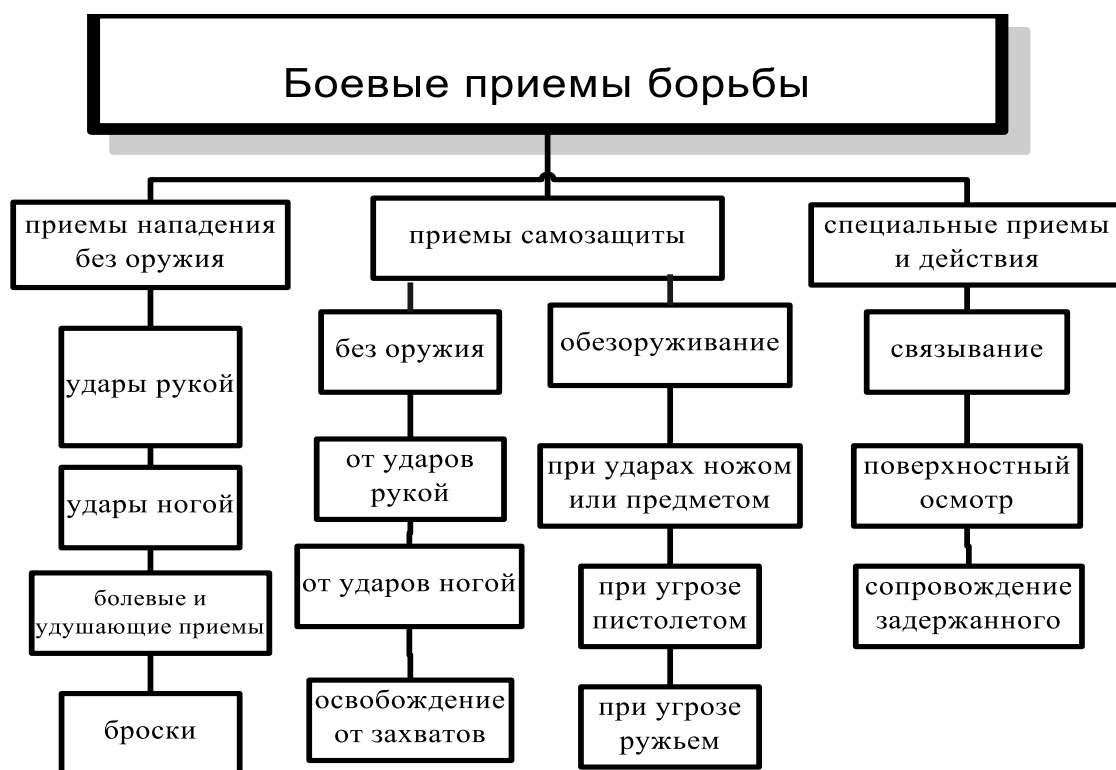 Боевые приемы борьбы
приемы нападения
без оружия
удары рукой
удары ногой
болевые и
удушающие приемы
броски
приемы самозащиты
без оружия
от ударов
рукой
от ударов ногой
освобождение
от захватов
обезоруживание
при ударах ножом
или предметом
при угрозе
пистолетом
при угрозе
ружьем
специальные приемы
и действия
связывание
поверхностный
осмотр
сопровождение
задержанного